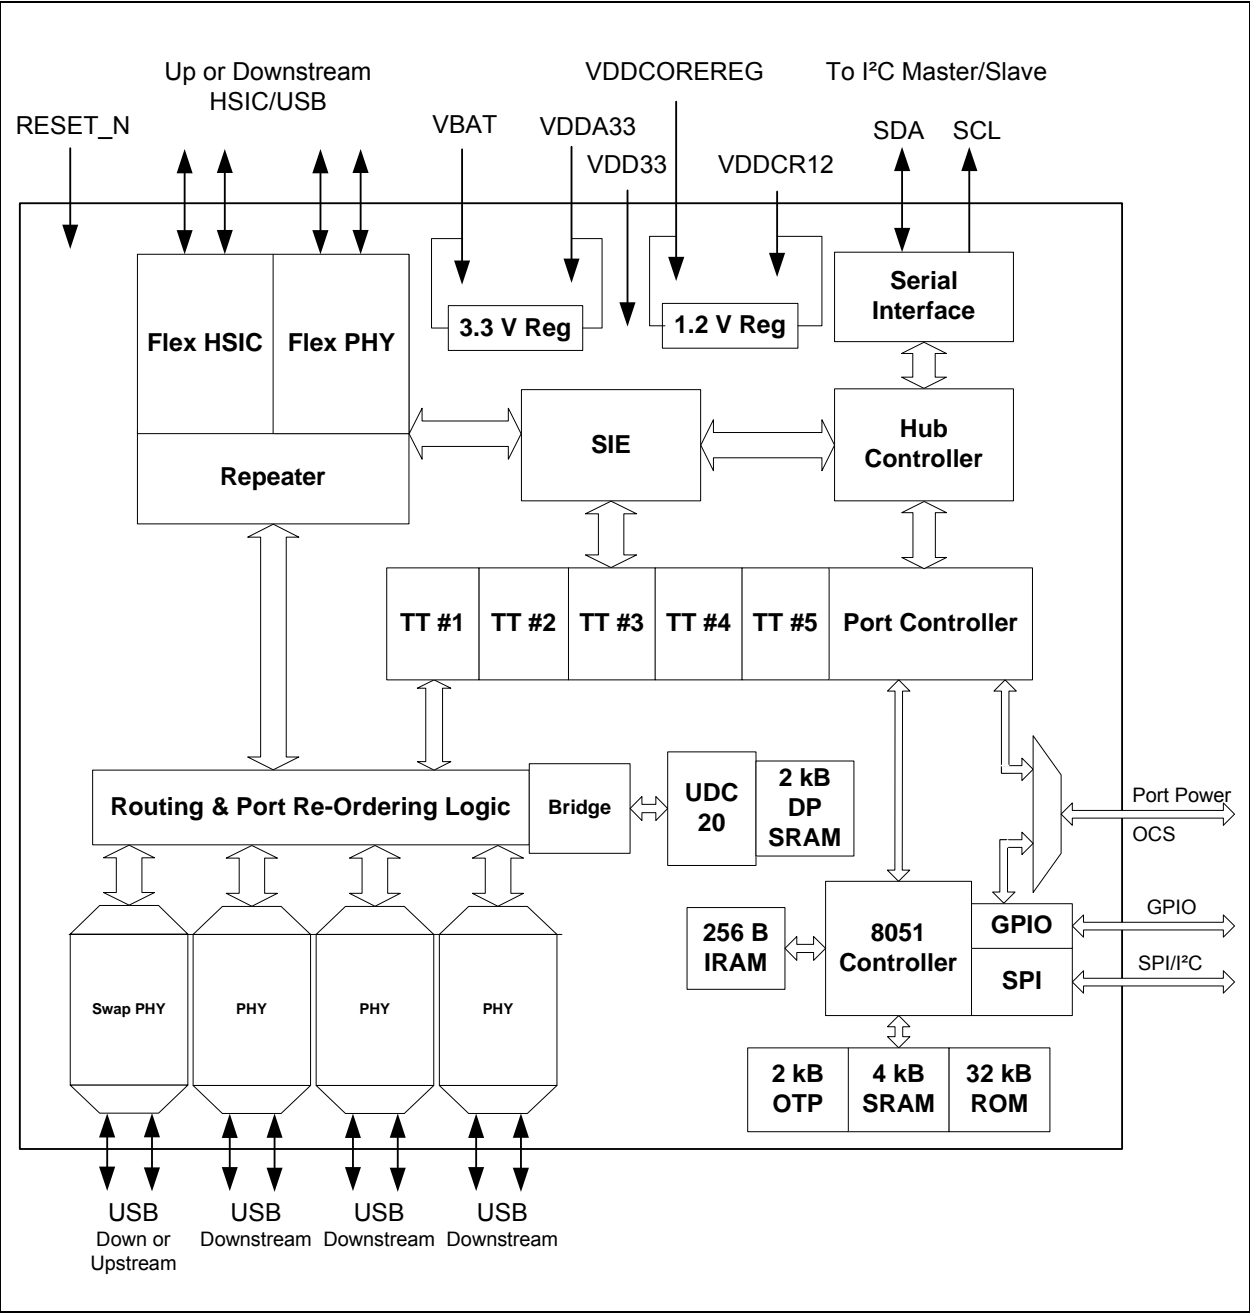 Up or Downstream
HSIC/USB
VDDCOREREG
To I²C Master/Slave
RESET_N
VBAT
VDDA33
SDA
SCL
VDD33
VDDCR12
Flex HSIC
Flex PHY
3.3 V Reg
1.2 V Reg
Serial
Interface
Repeater
SIE
Hub
Controller
TT #1
TT #2
TT #3
TT #4
TT #5
Port Controller
Routing & Port Re-Ordering Logic
Bridge
UDC
20
2 kB
DP
SRAM
Port Power
OCS
256 B
IRAM
8051
Controller
GPIO
SPI
GPIO
SPI/I²C
Swap PHY
PHY
PHY
PHY
2 kB
OTP
4 kB
SRAM
32 kB
ROM
USB
Down or
Upstream
USB
Downstream
USB
Downstream
USB
Downstream